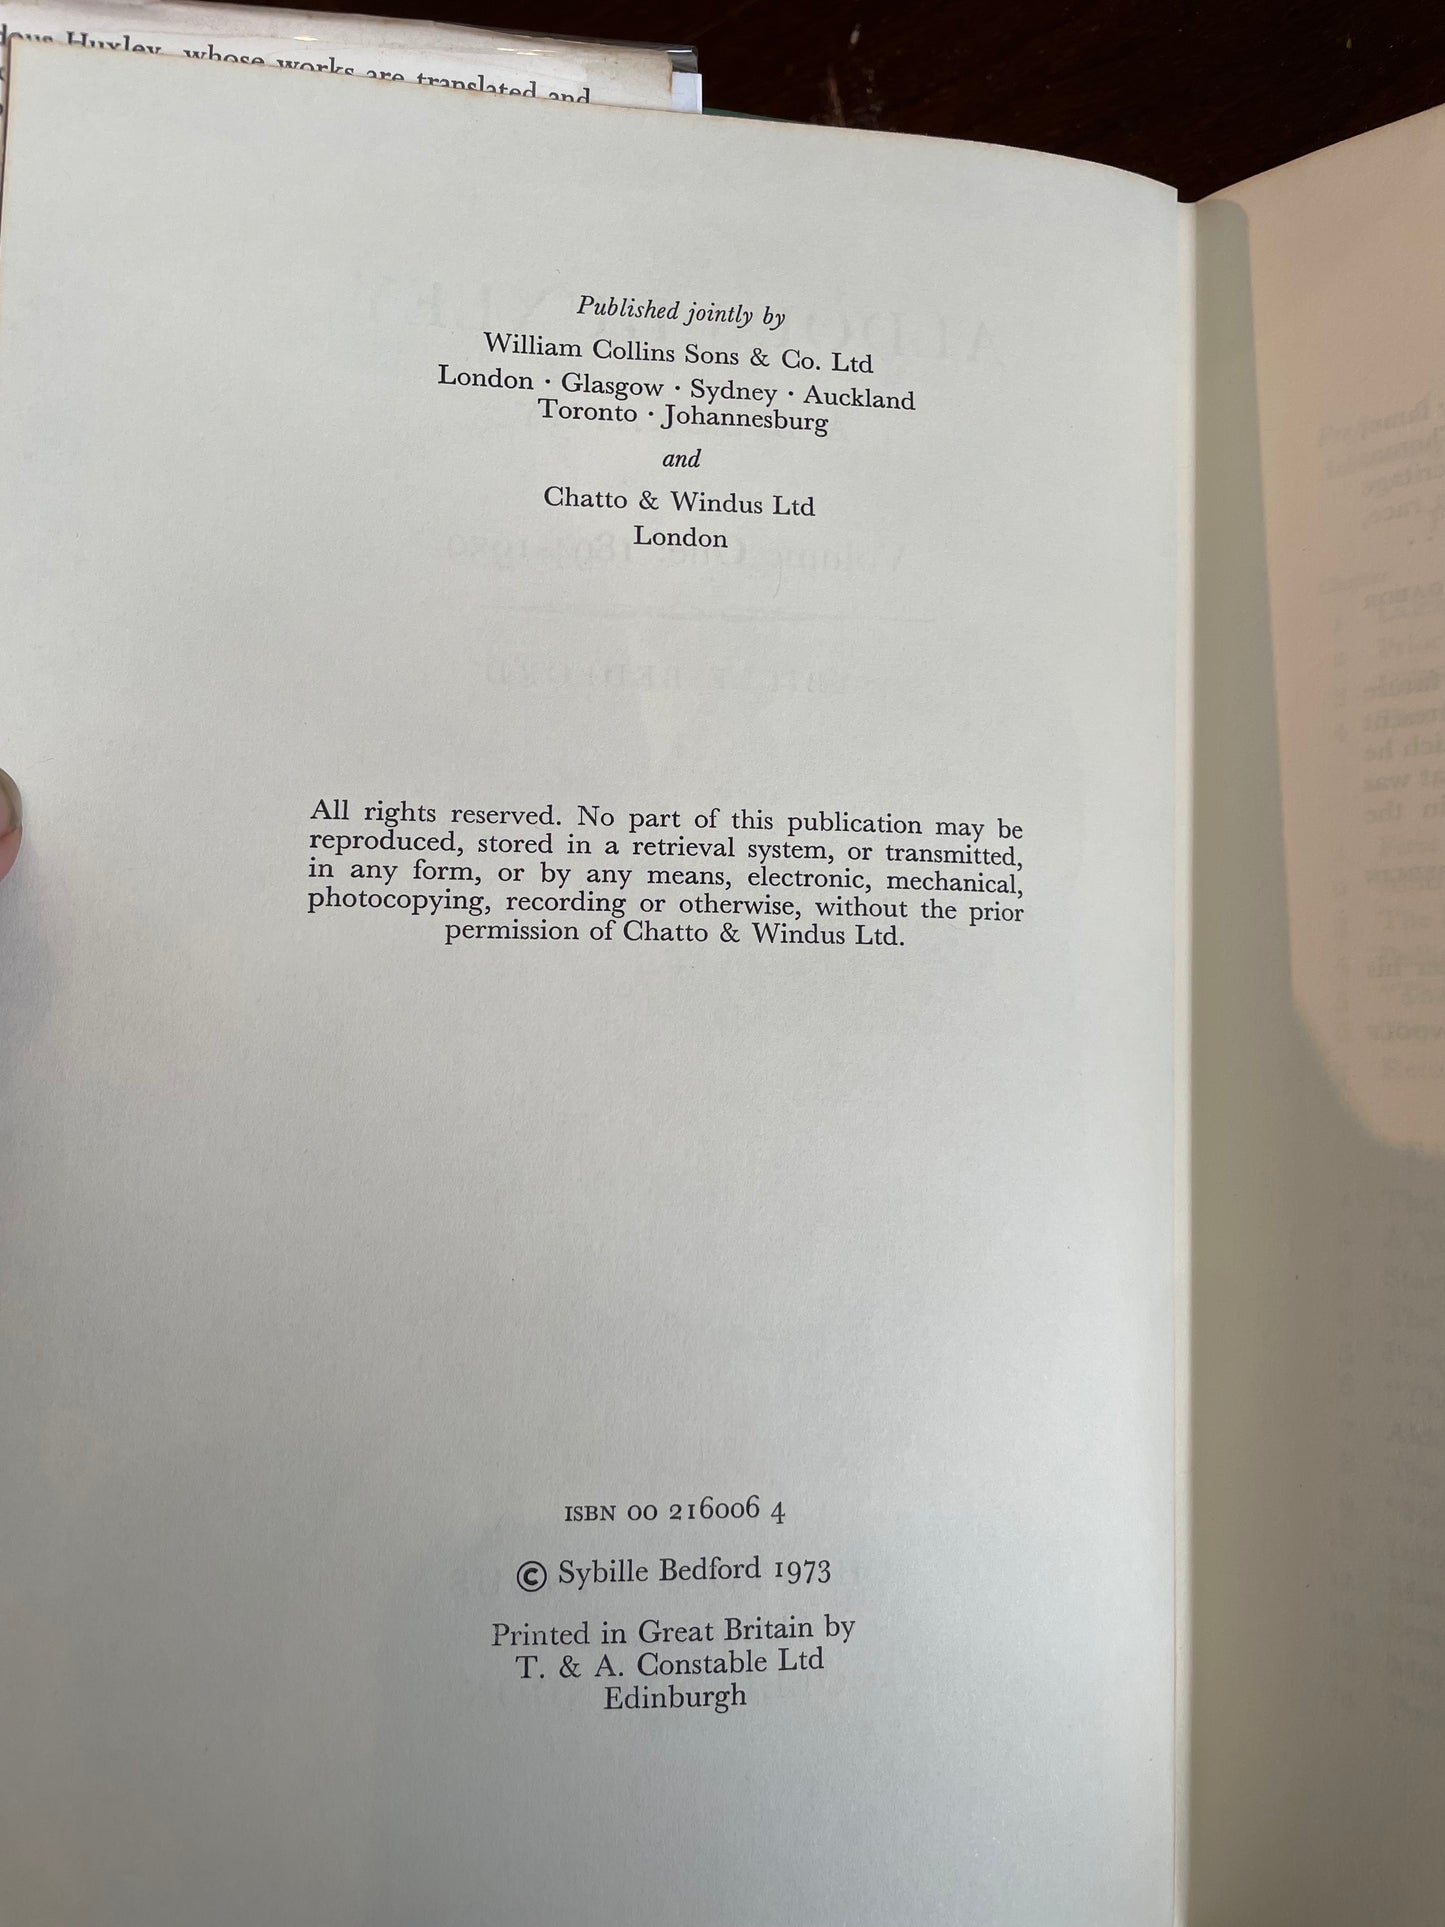 Huxley, whose works are translated and
Published jointly by
William Collins Sons & Co. Ltd
London · Glasgow · Sydney · Auckland
Toronto · Johannesburg
and
Chatto & Windus Ltd
London
All rights reserved. No part of this publication may be
reproduced, stored in a retrieval system, or transmitted,
in any form, or by any means, electronic, mechanical,
photocopying, recording or otherwise, without the prior
permission of Chatto & Windus Ltd.
ISBN 00 216006 4
© Sybille Bedford 1973
Printed in Great Britain by
T. & A. Constable Ltd
Edinburgh